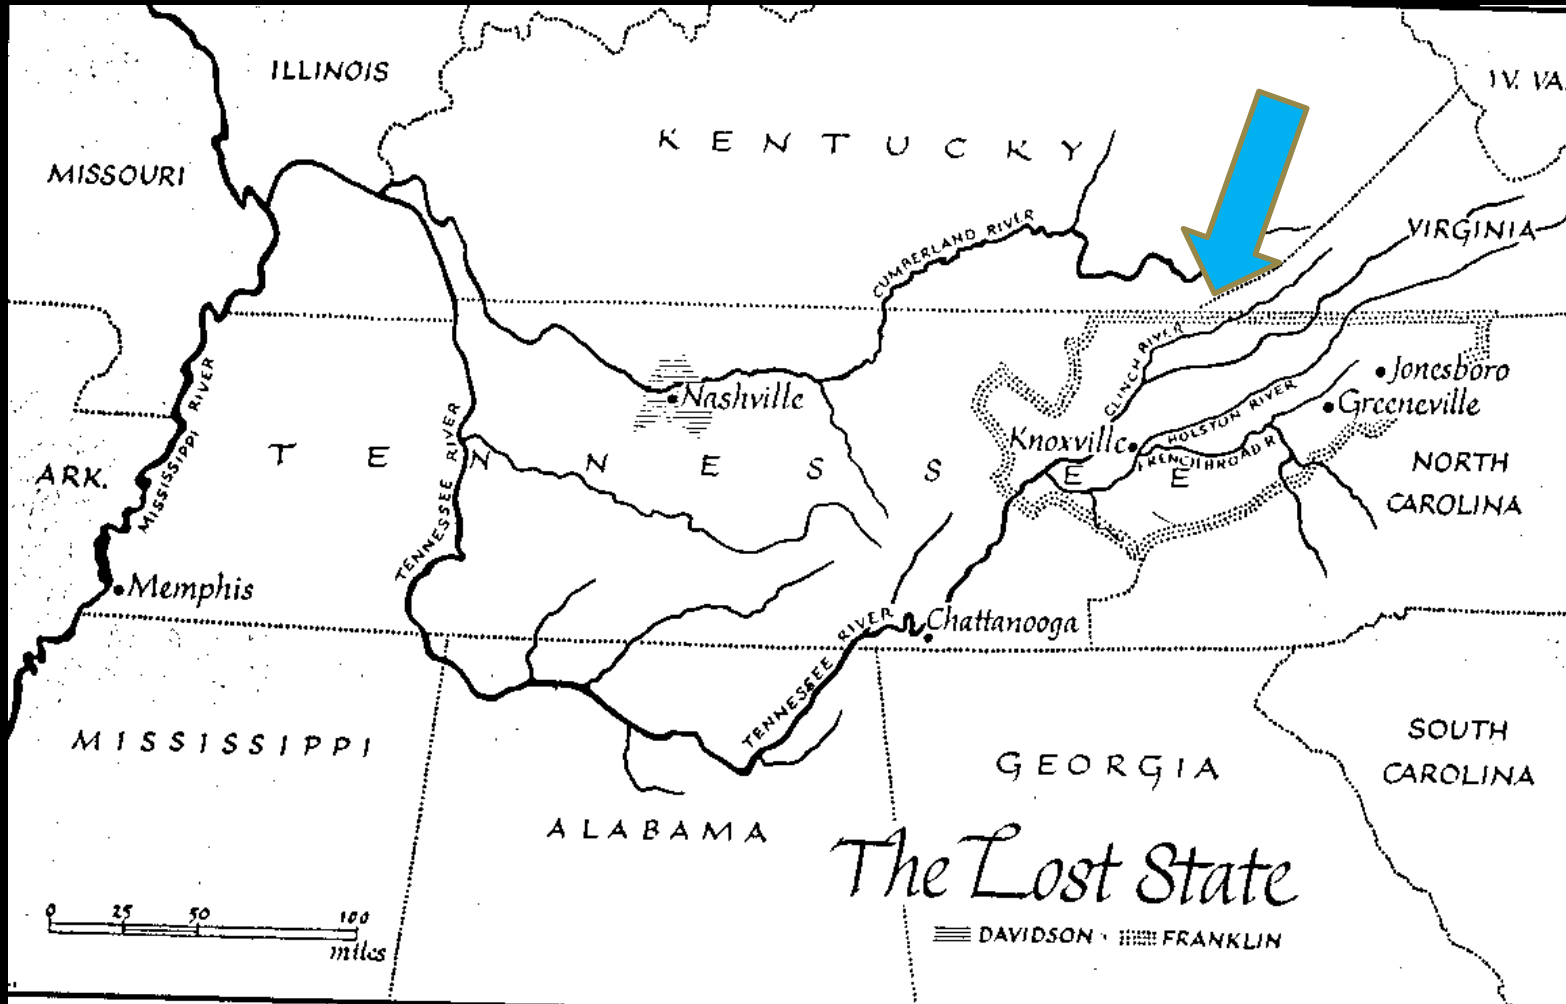 ILLINOIS
IV. VA.
KENTUCKY
MISSOURI
VIRGINIA
CUMBERLAND RIVER
CLINCH RIVER
MISSISSIPPI RIVER
Nashville
Jonesboro
Greeneville
HOLSTON RIVER
Knoxville
FRENCH BROAD R
TENNESSEE
ARK.
NORTH
CAROLINA
TENNESSEE RIVER
Memphis
Chattanooga
TENNESSEE RIVER
MISSISSIPPI
GEORGIA
SOUTH
CAROLINA
ALABAMA
The Lost State
0 25 50 100
miles
DAVIDSON · FRANKLIN